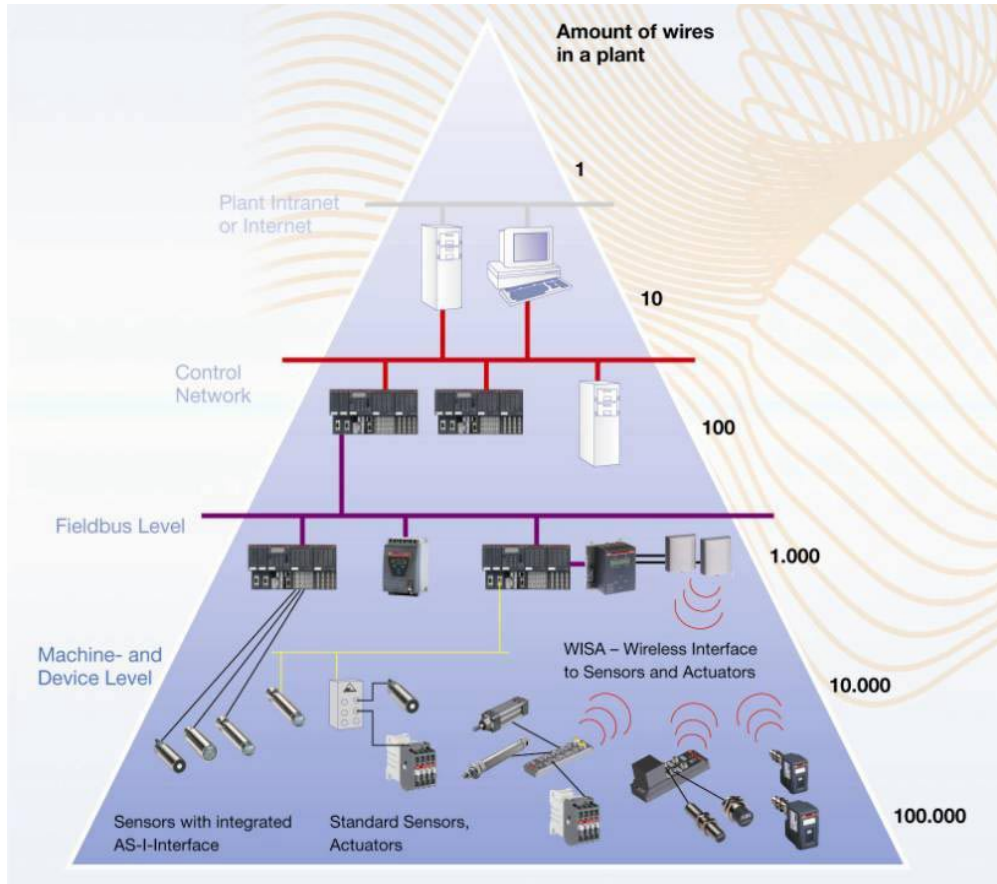 Amount of wires
in a plant
1
Plant Intranet
or Internet
10
Control
Network
100
Fieldbus Level
1.000
Machine- and
Device Level
WISA – Wireless Interface
to Sensors and Actuators
10.000
Sensors with integrated
AS-I-Interface
Standard Sensors,
Actuators
100.000